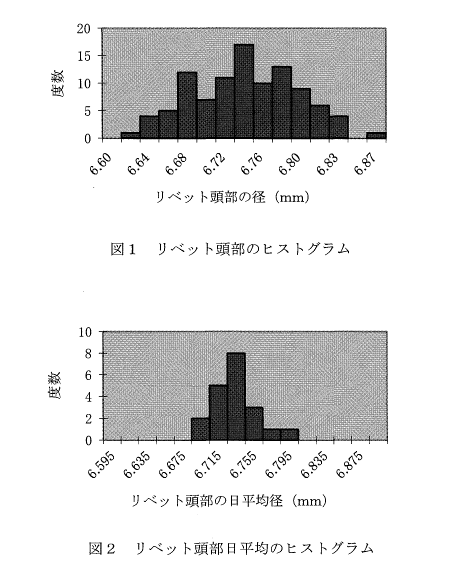 20
15
10
5
0
度数
6.60 6.64 6.68 6.72 6.76 6.80 6.83 6.87
リベット頭部の径（mm）
図１　リベット頭部のヒストグラム
10
8
6
4
2
0
度数
6.595 6.635 6.675 6.715 6.755 6.795 6.835 6.875
リベット頭部の日平均径（mm）
図２　リベット頭部日平均のヒストグラム